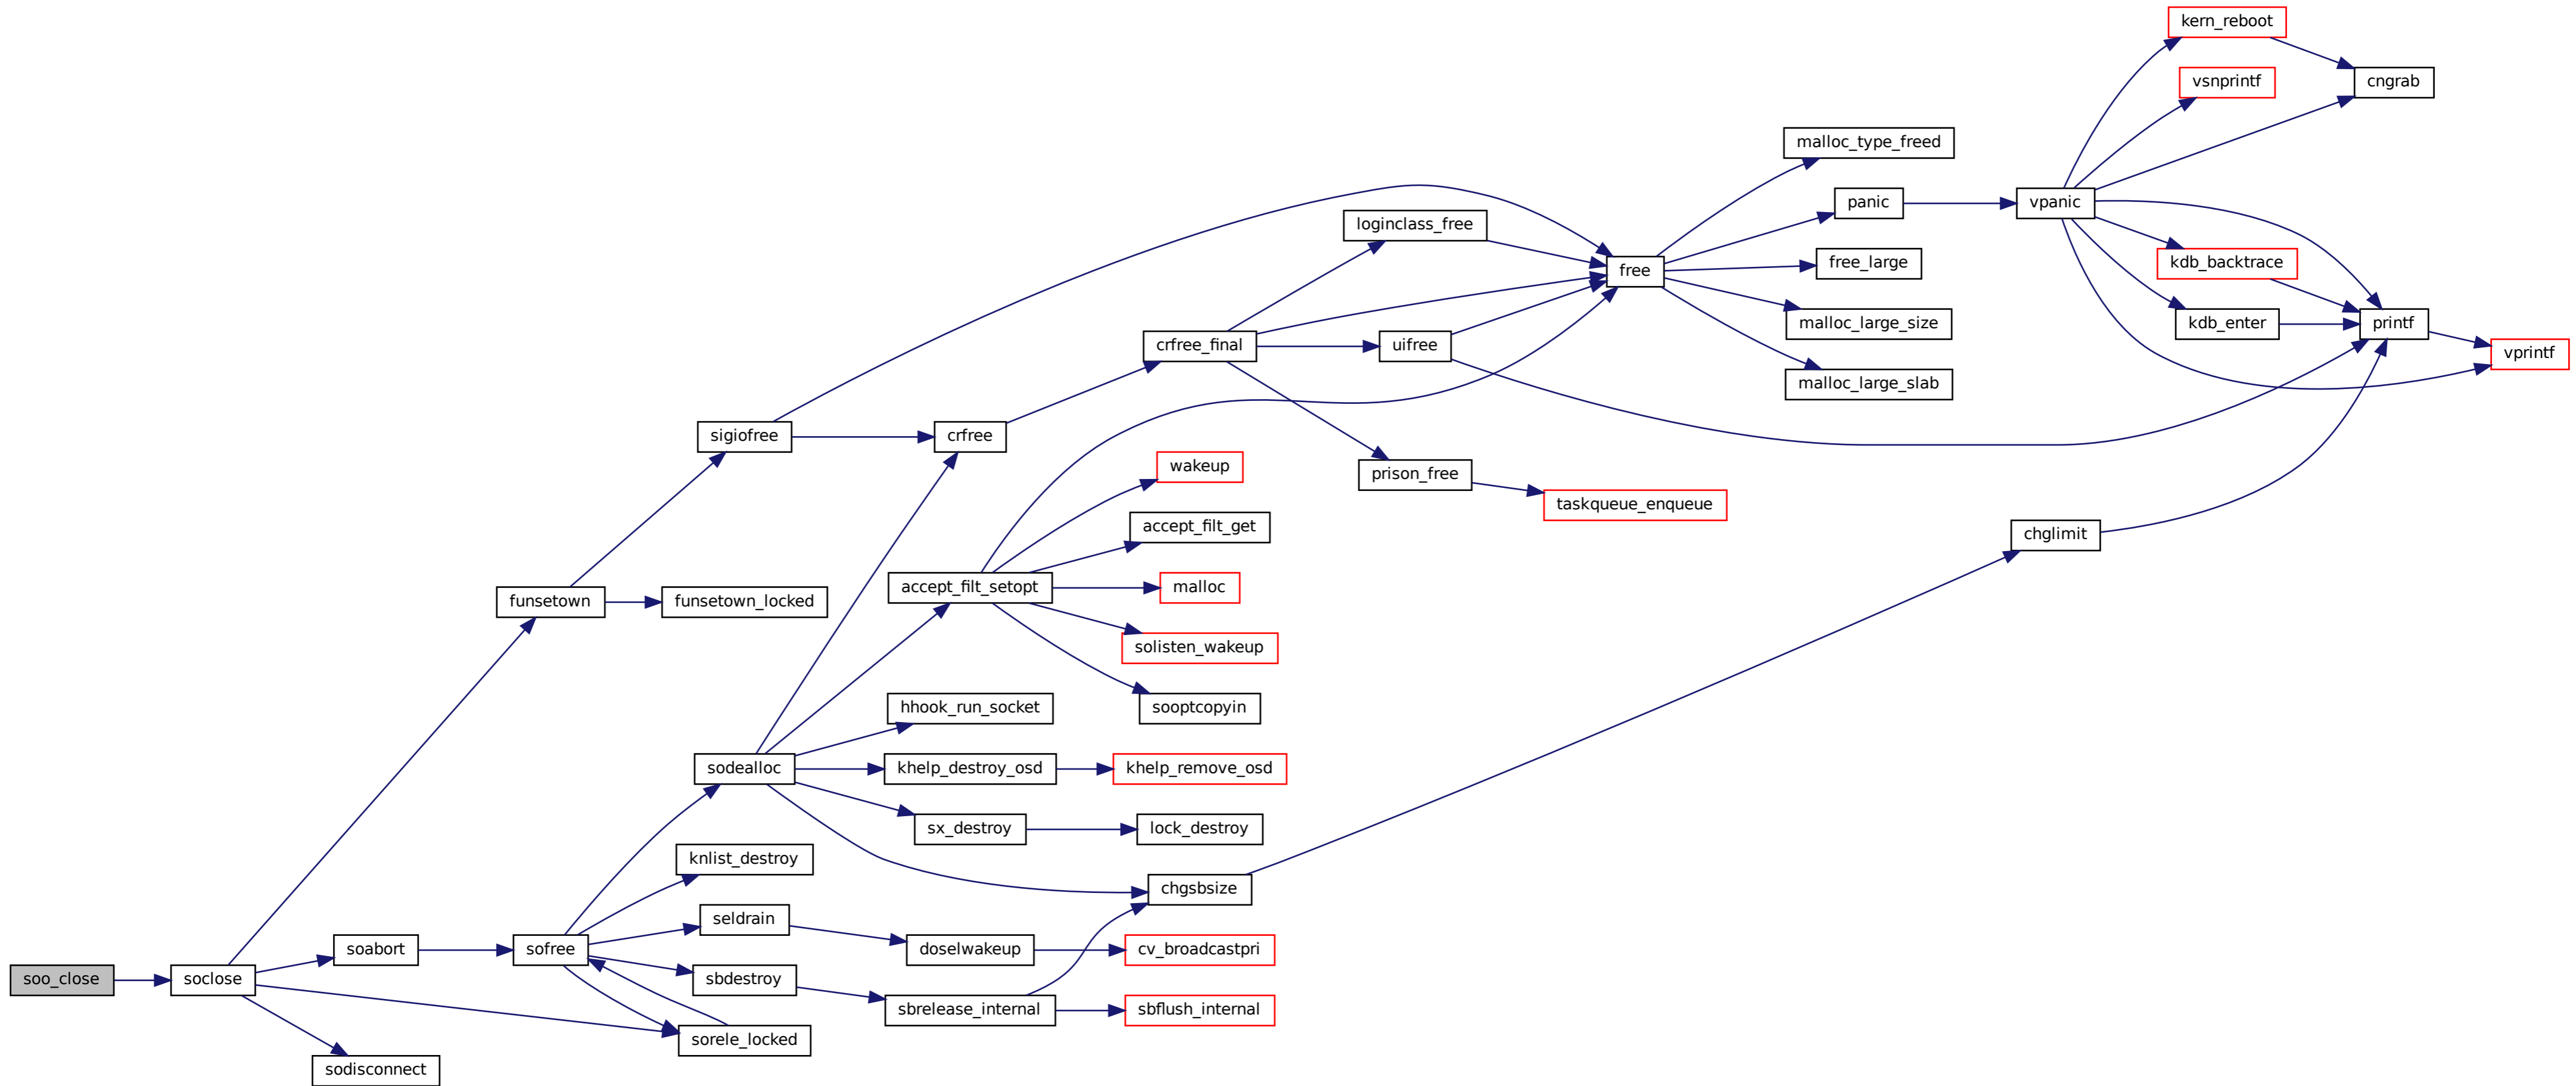 kern_reboot
vsnprintf
cngrab
malloc_type_freed
panic
vpanic
loginclass_free
free
free_large
kdb_backtrace
malloc_large_size
kdb_enter
printf
crfree_final
uifree
vprintf
malloc_large_slab
sigiofree
crfree
wakeup
prison_free
taskqueue_enqueue
accept_filt_get
chglimit
accept_filt_setopt
malloc
funsetown
funsetown_locked
solisten_wakeup
hhook_run_socket
sooptcopyin
sodealloc
khelp_destroy_osd
khelp_remove_osd
sx_destroy
lock_destroy
knlist_destroy
chgsbsize
seldrain
soabort
sofree
doselwakeup
cv_broadcastpri
soo_close
soclose
sbdestroy
sbrelease_internal
sbflush_internal
sorele_locked
sodisconnect